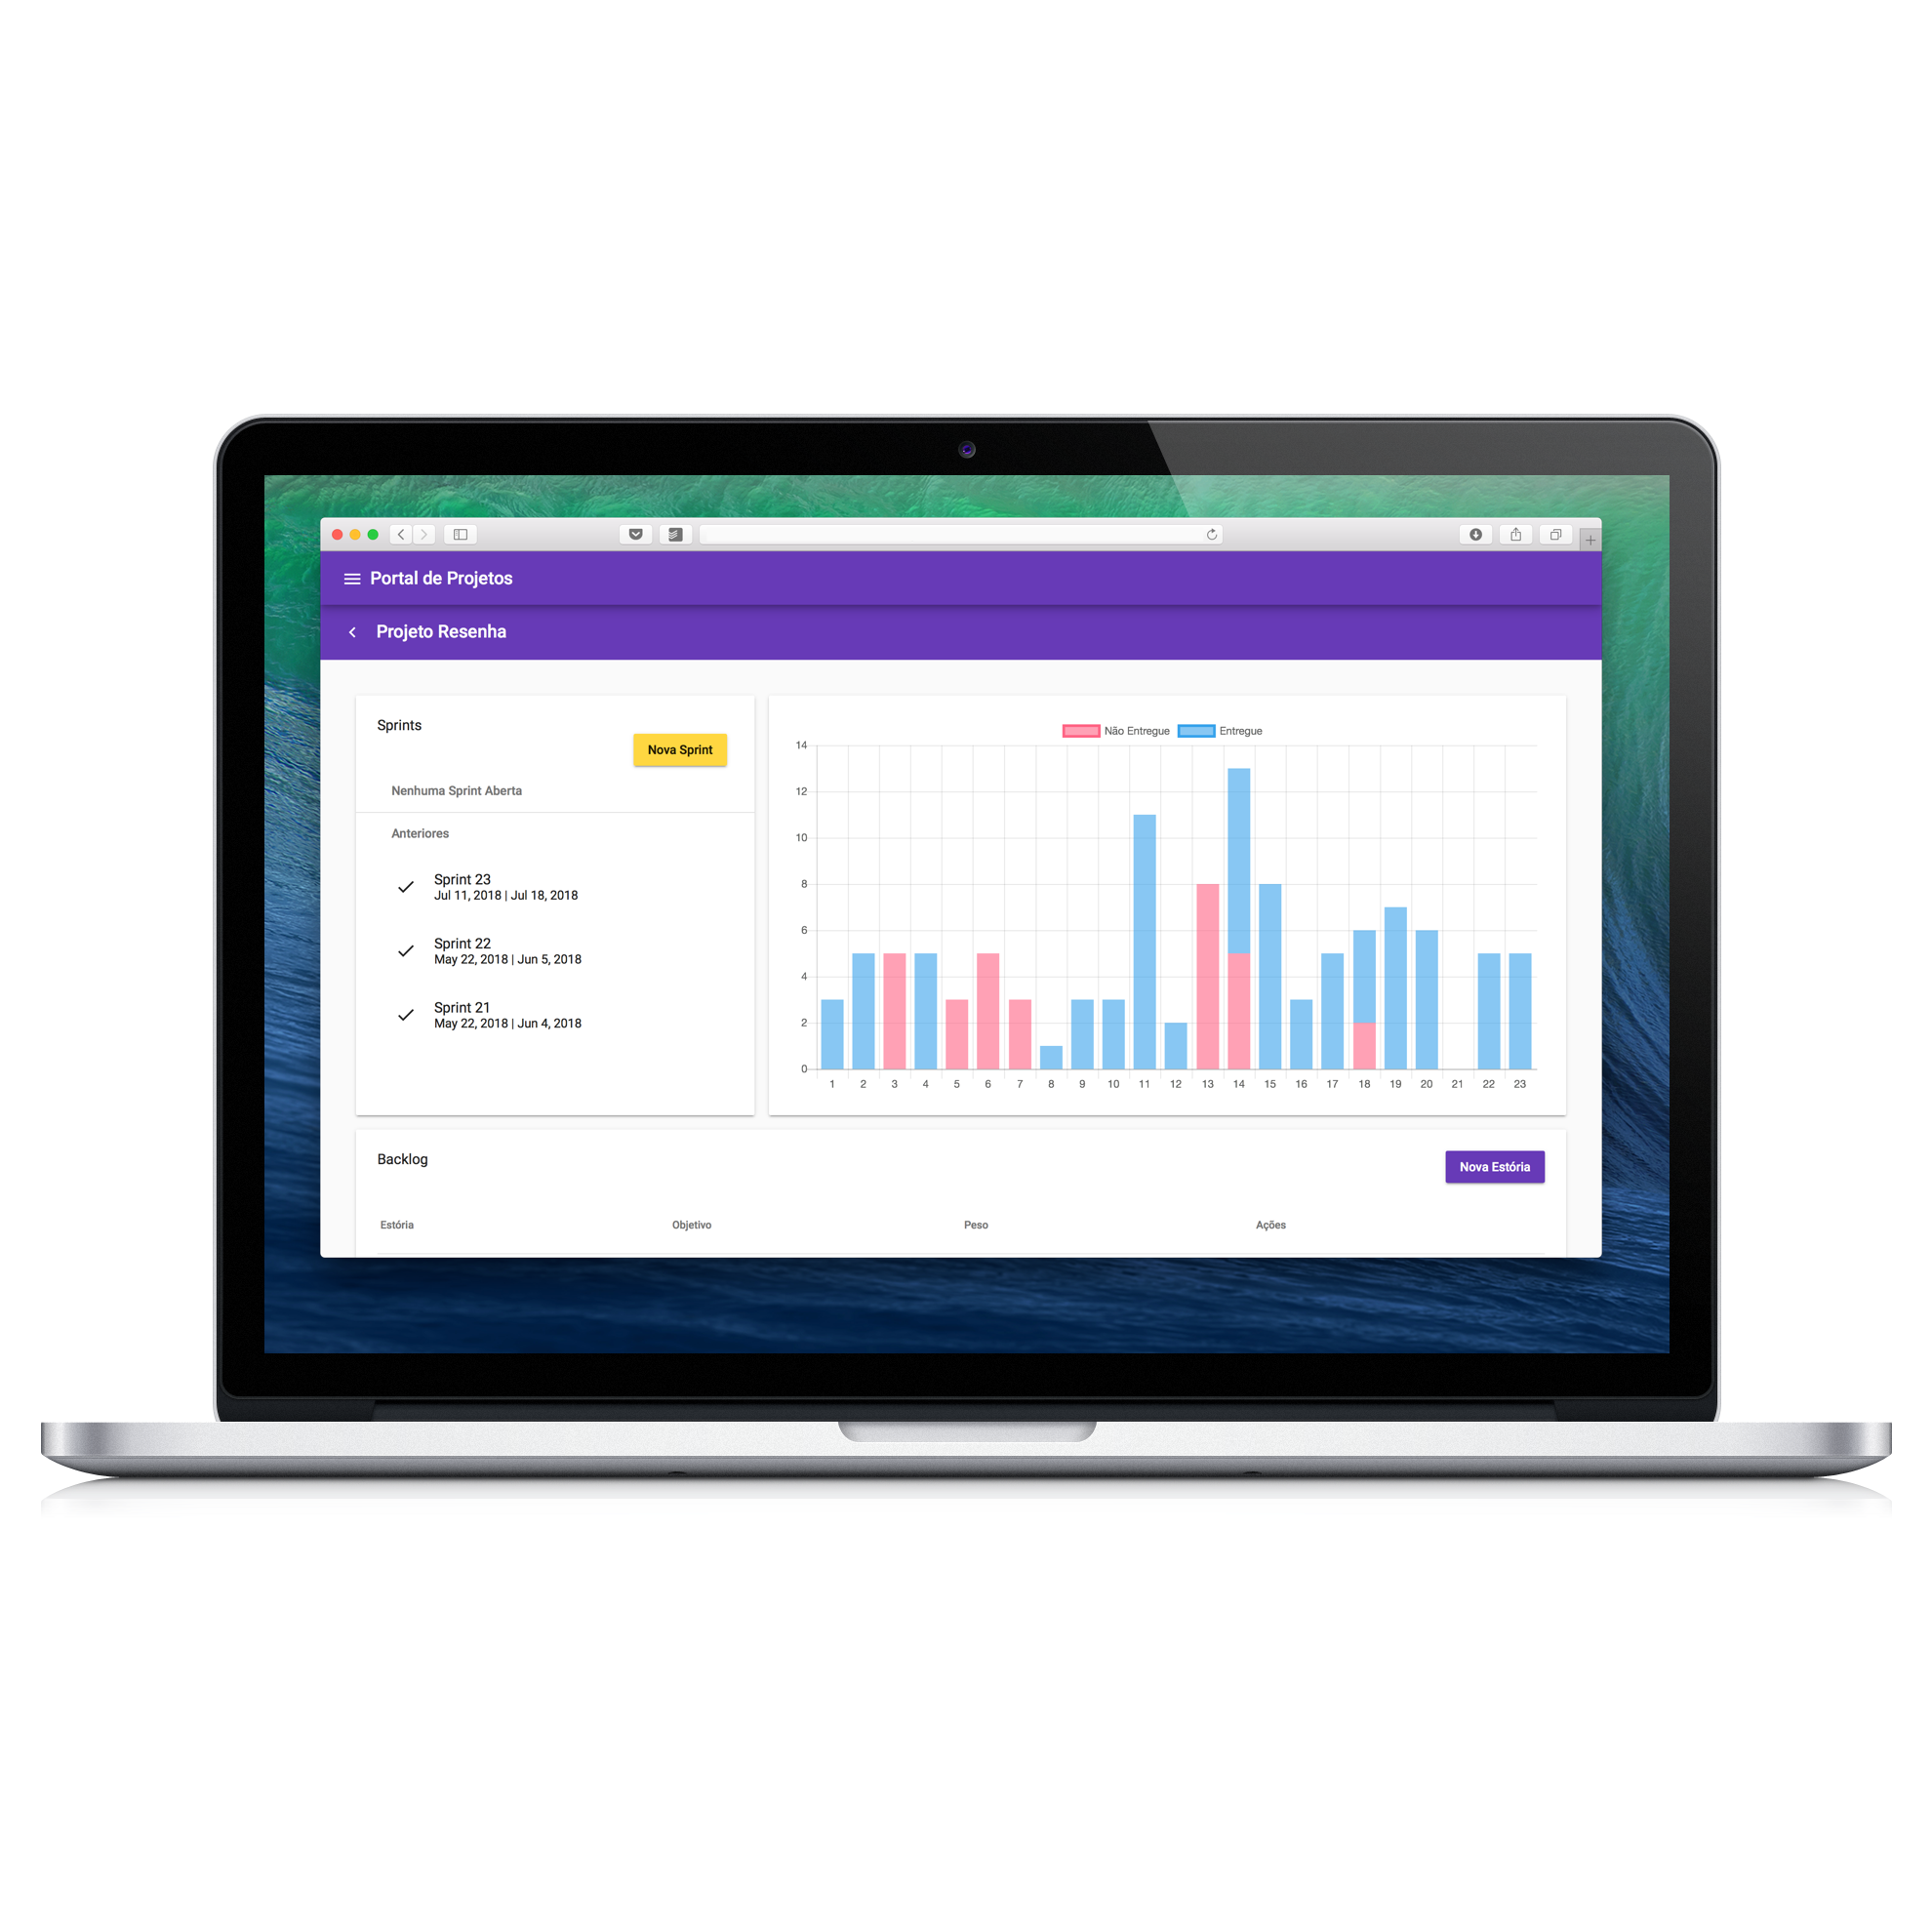 Portal de Projetos
Projeto Resenha
Sprints
Nova Sprint
Nenhuma Sprint Aberta
Anteriores
Sprint 23
Jul 11, 2018 | Jul 18, 2018
Sprint 22
May 22, 2018 | Jun 5, 2018
Sprint 21
May 22, 2018 | Jun 4, 2018
Não Entregue Entregue
14
12
10
8
6
4
2
0
1 2 3 4 5 6 7 8 9 10 11 12 13 14 15 16 17 18 19 20 21 22 23
Backlog
Nova Estória
Estória Objetivo Peso Ações